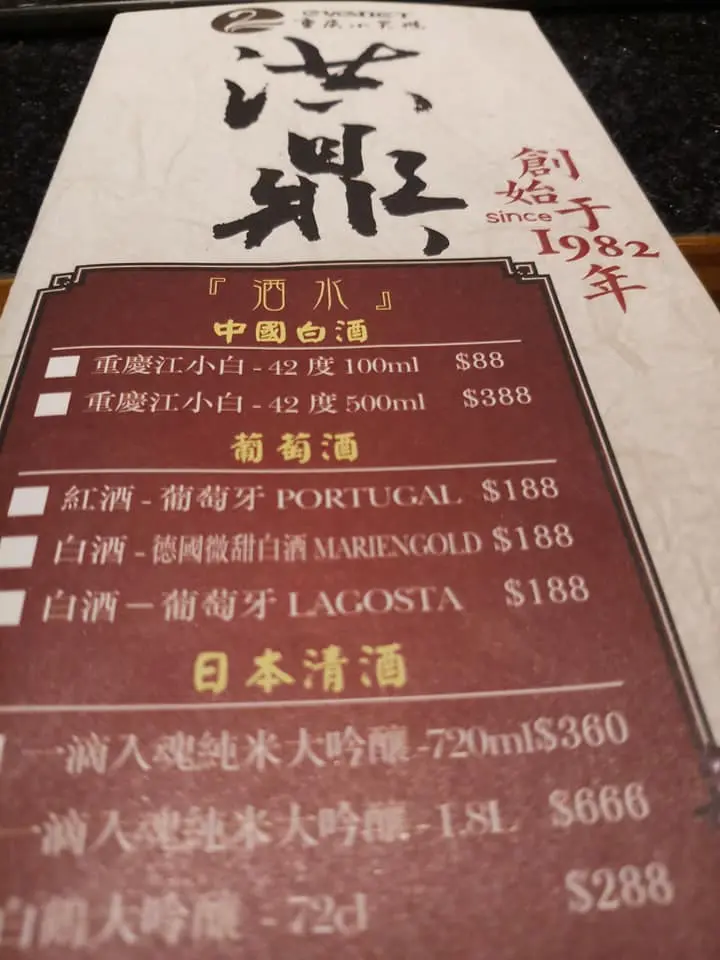 創始于
since
1982
年
『酒水』
中國白酒
重慶江小白 - 42 度 100ml $88
重慶江小白 - 42 度 500ml $388
葡萄酒
紅酒 - 葡萄牙 PORTUGAL $188
白酒 - 德國微甜白酒 MARIENGOLD $188
白酒 – 葡萄牙 LAGOSTA $188
日本清酒
一滴入魂純米大吟釀 -720ml $360
一滴入魂純米大吟釀 - 1.8L $666
白鶴大吟釀 - 72cl $288